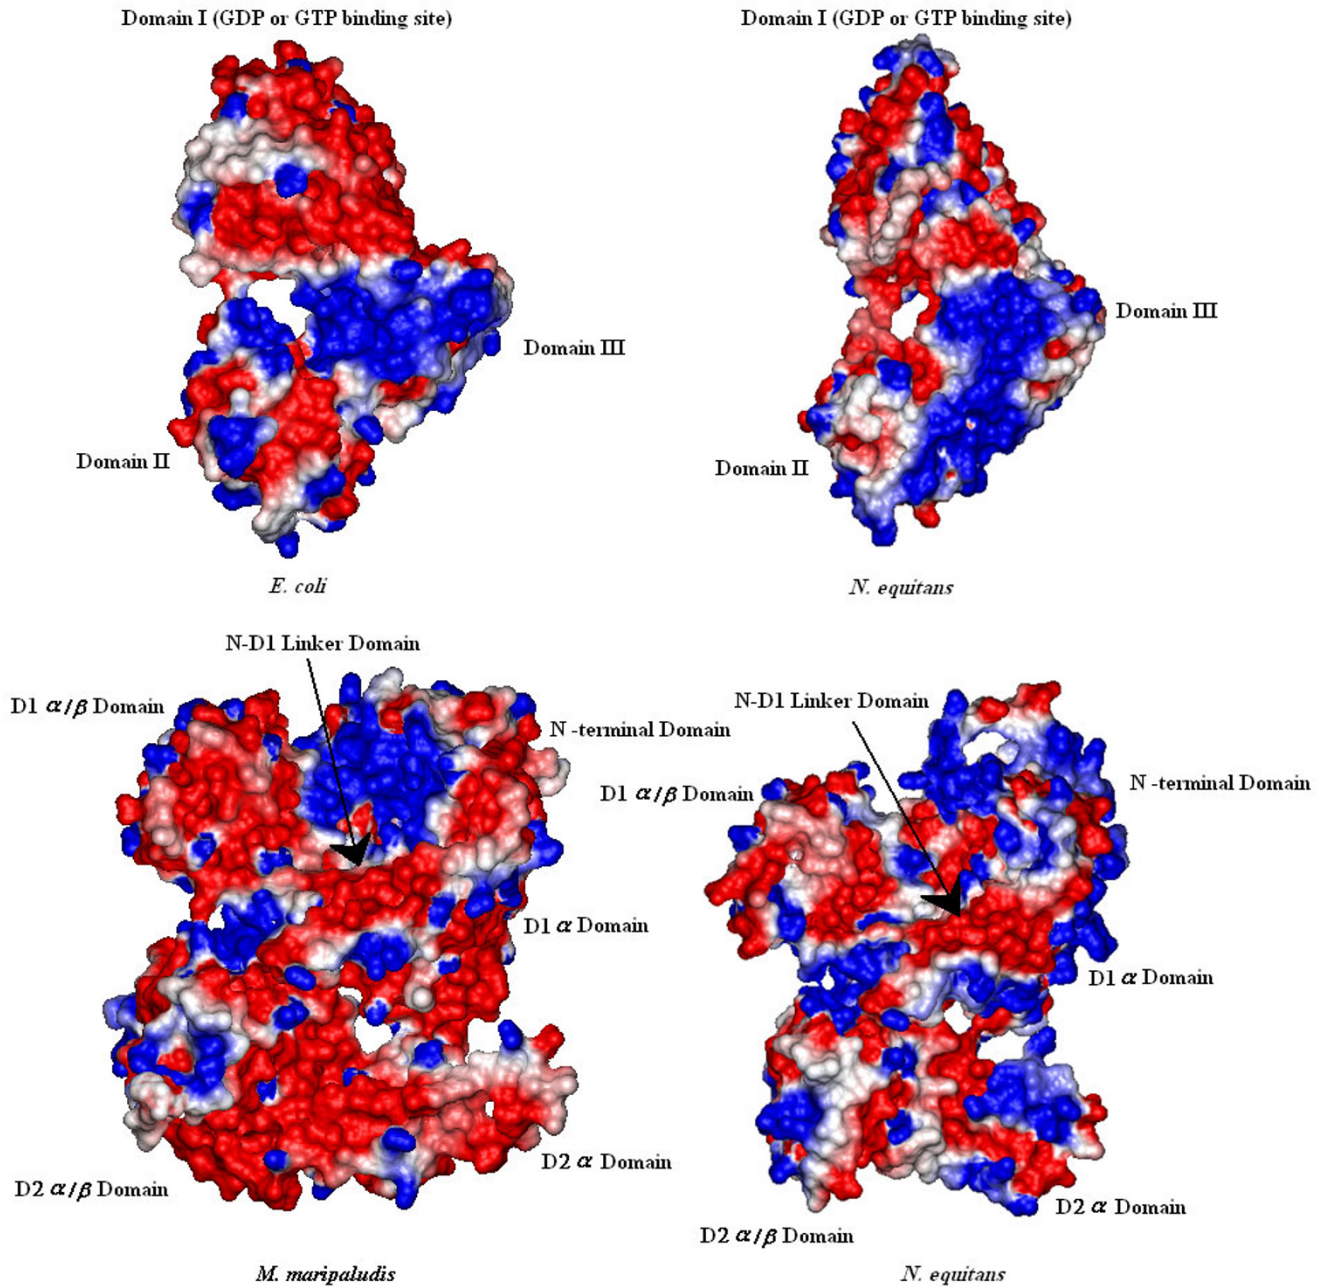 Domain I (GDP or GTP binding site)
Domain I (GDP or GTP binding site)
Domain III
Domain III
Domain II
Domain II
E. coli
N. equitans
N-D1 Linker Domain
D1 α/β Domain
N -terminal Domain
N-D1 Linker Domain
N -terminal Domain
D1 α/β Domain
D1 α Domain
D1 α Domain
D2 α Domain
D2 α/β Domain
D2 α Domain
D2 α/β Domain
M. maripaludis
N. equitans